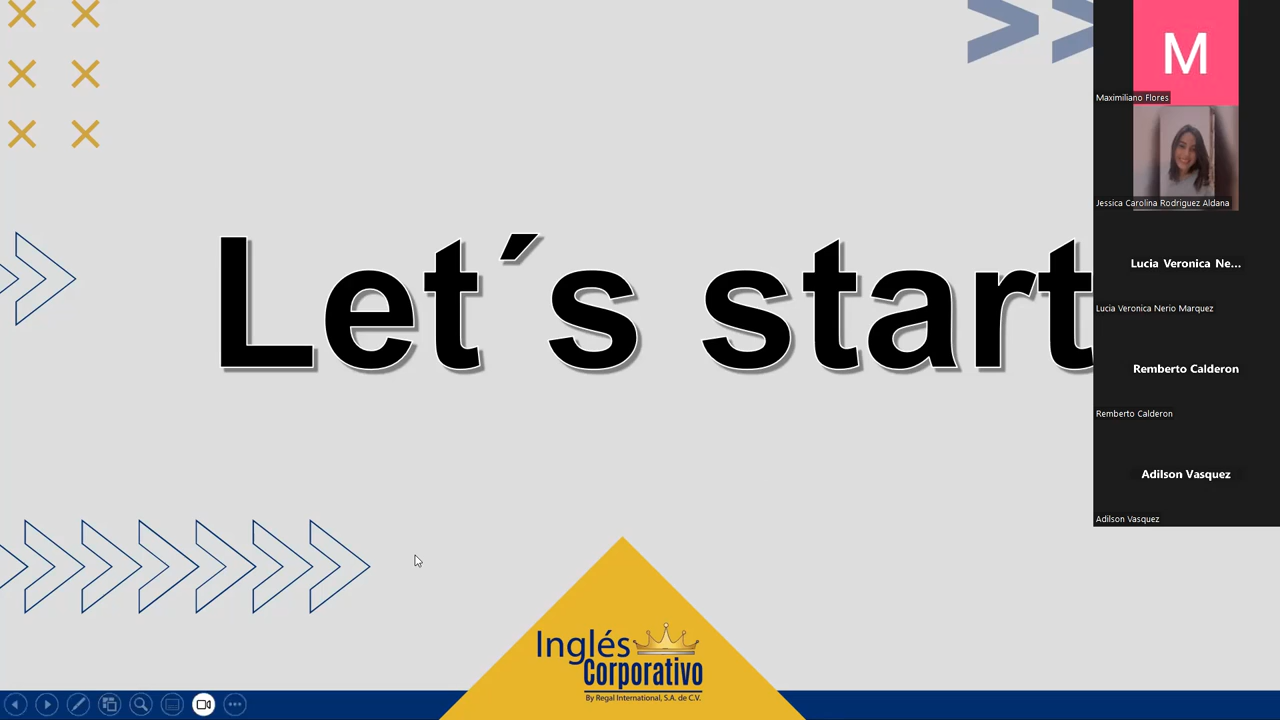 Let´s start
Inglés
Corporativo
By Regal International, S.A. de C.V.
M
Maximiliano Flores
Jessica Carolina Rodriguez Aldana
Lucia Veronica Ne...
Lucia Veronica Nerio Marquez
Remberto Calderon
Remberto Calderon
Adilson Vasquez
Adilson Vasquez